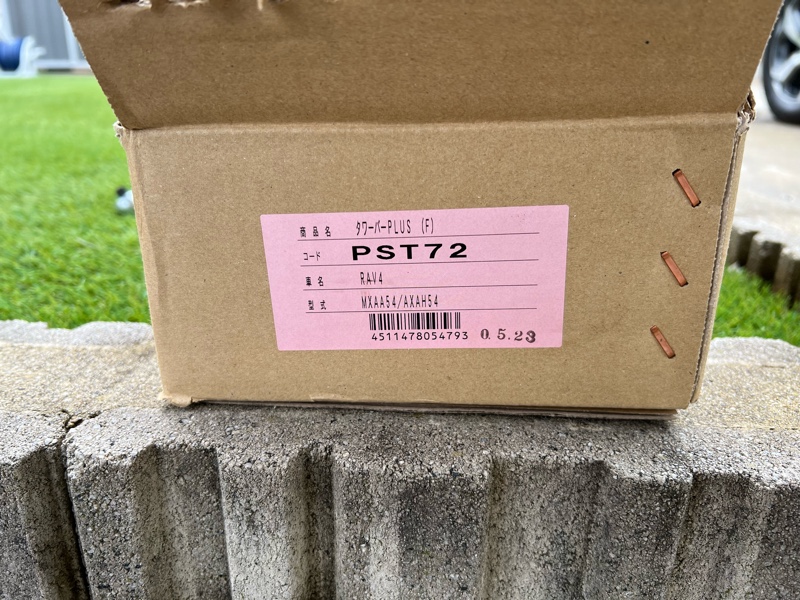 商品名 タワーバーPLUS (F)
コード PST72
車名 RAV4
型式 MXAA54/AXAH54
4511478054793 0.5.23